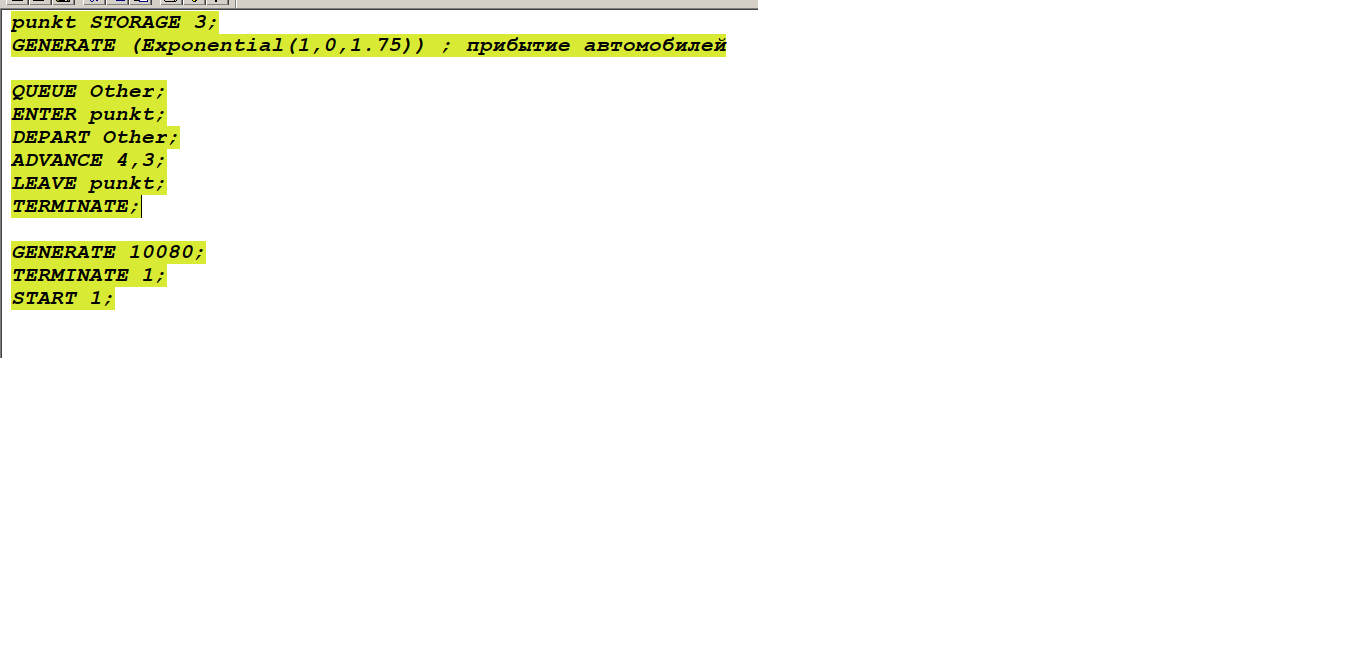 punkt STORAGE 3;
GENERATE (Exponential(1,0,1.75)) ; прибытие автомобилей
QUEUE Other;
ENTER punkt;
DEPART Other;
ADVANCE 4,3;
LEAVE punkt;
TERMINATE;
GENERATE 10080;
TERMINATE 1;
START 1;